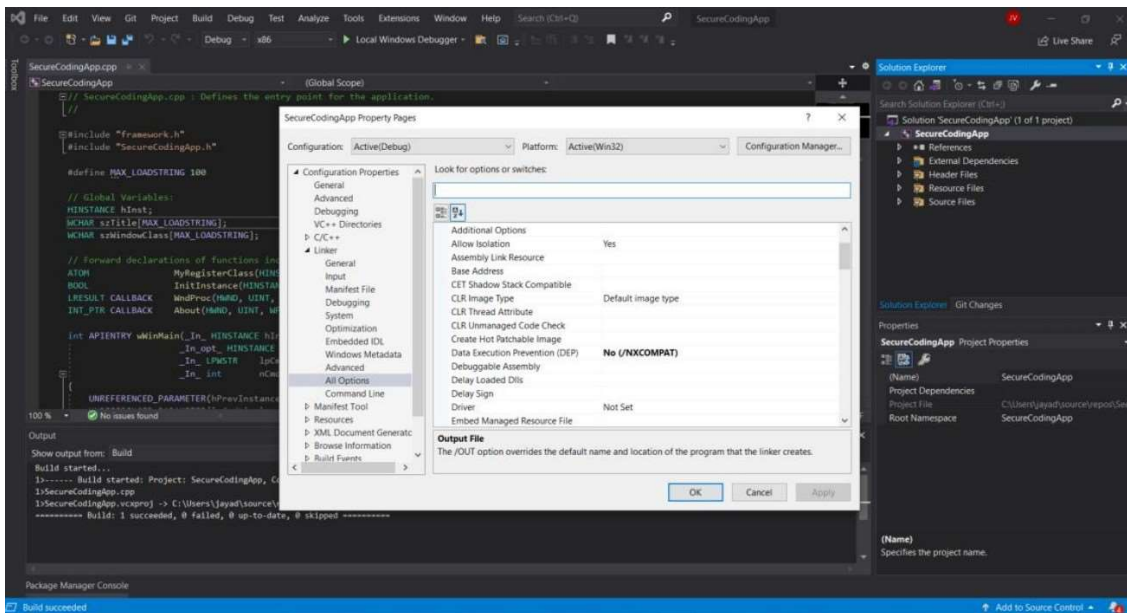 File Edit View Git Project Build Debug Test Analyze Tools Extensions Window Help Search (Ctrl+Q) SecureCodingApp JV
Debug x86 Local Windows Debugger Live Share
Toolbox
SecureCodingApp.cpp
SecureCodingApp (Global Scope)
// SecureCodingApp.cpp : Defines the entry point for the application.
//
#include "framework.h"
#include "SecureCodingApp.h"
#define MAX_LOADSTRING 100
// Global Variables:
HINSTANCE hInst;
WCHAR szTitle[MAX_LOADSTRING];
WCHAR szWindowClass[MAX_LOADSTRING];
// Forward declarations of functions inc
ATOM MyRegisterClass(HINS
BOOL InitInstance(HINSTAN
LRESULT CALLBACK WndProc(HWND, UINT,
INT_PTR CALLBACK About(HWND, UINT, WP
int APIENTRY wWinMain(_In_ HINSTANCE hIn
_In_opt_ HINSTANCE
_In_ LPWSTR lpCm
_In_ int nCmd
{
UNREFERENCED_PARAMETER(hPrevInstance
100 % No issues found
Output
Show output from: Build
Build started...
1>------ Build started: Project: SecureCodingApp, Co
1>SecureCodingApp.cpp
1>SecureCodingApp.vcxproj -> C:\Users\jayad\source\
========== Build: 1 succeeded, 0 failed, 0 up-to-date, 0 skipped ==========
Package Manager Console
Build succeeded
Add to Source Control
SecureCodingApp Property Pages ? ×
Configuration: Active(Debug) Platform: Active(Win32) Configuration Manager...
Configuration Properties
General
Advanced
Debugging
VC++ Directories
C/C++
Linker
General
Input
Manifest File
Debugging
System
Optimization
Embedded IDL
Windows Metadata
Advanced
All Options
Command Line
Manifest Tool
Resources
XML Document Generatc
Browse Information
Build Events
Look for options or switches:
Additional Options
Allow Isolation Yes
Assembly Link Resource
Base Address
CET Shadow Stack Compatible
CLR Image Type Default image type
CLR Thread Attribute
CLR Unmanaged Code Check
Create Hot Patchable Image
Data Execution Prevention (DEP) No (/NXCOMPAT)
Debuggable Assembly
Delay Loaded Dlls
Delay Sign
Driver Not Set
Embed Managed Resource File
Output File
The /OUT option overrides the default name and location of the program that the linker creates.
OK Cancel Apply
Solution Explorer
Search Solution Explorer (Ctrl+;)
Solution 'SecureCodingApp' (1 of 1 project)
SecureCodingApp
References
External Dependencies
Header Files
Resource Files
Source Files
Solution Explorer Git Changes
Properties
SecureCodingApp Project Properties
(Name) SecureCodingApp
Project Dependencies
Project File C:\Users\jayad\source\repos\Sec
Root Namespace SecureCodingApp
(Name)
Specifies the project name.